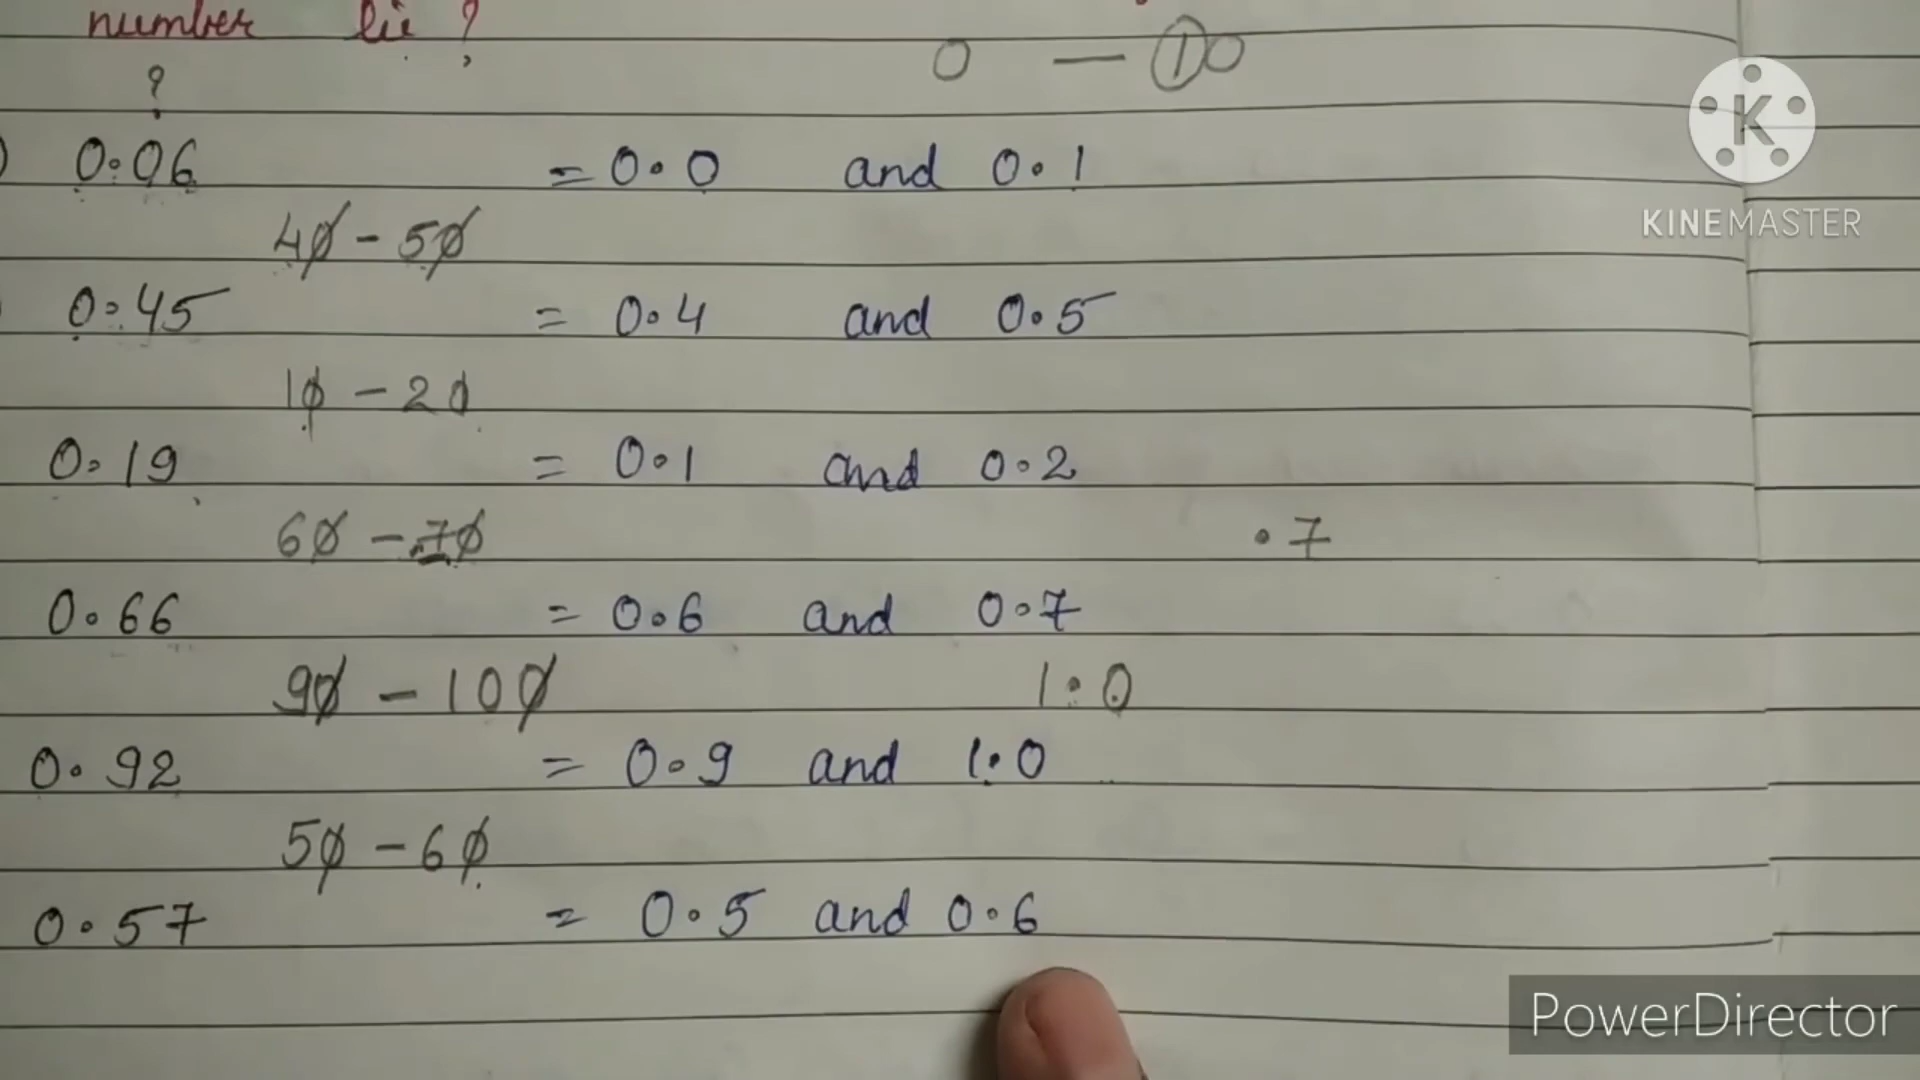 number lie ?
0 — 10
?
0.06 = 0.0 and 0.1
40 - 50
0.45 = 0.4 and 0.5
10 - 20
0.19 = 0.1 and 0.2
60 - 70 .7
0.66 = 0.6 and 0.7
90 - 100 1.0
0.92 = 0.9 and 1.0
50 - 60
0.57 = 0.5 and 0.6
K
KINEMASTER
PowerDirector